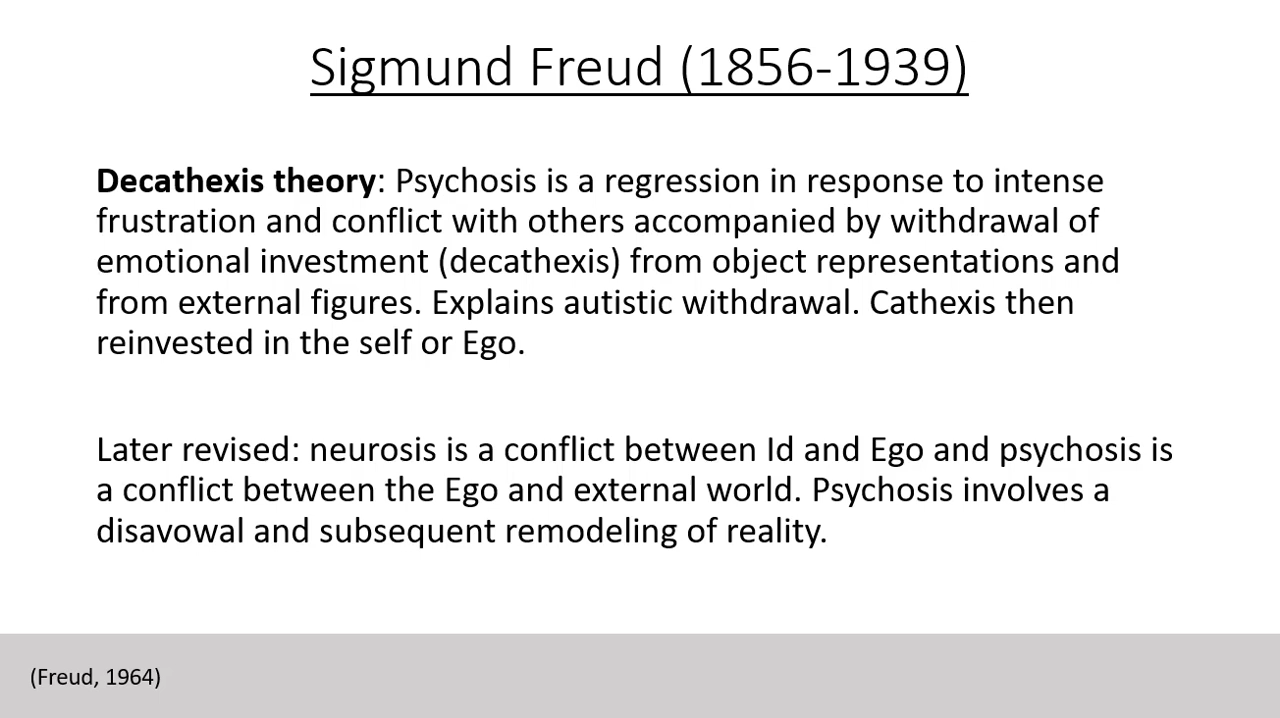 Sigmund Freud (1856-1939)
Decathexis theory: Psychosis is a regression in response to intense
frustration and conflict with others accompanied by withdrawal of
emotional investment (decathexis) from object representations and
from external figures. Explains autistic withdrawal. Cathexis then
reinvested in the self or Ego.
Later revised: neurosis is a conflict between Id and Ego and psychosis is
a conflict between the Ego and external world. Psychosis involves a
disavowal and subsequent remodeling of reality.
(Freud, 1964)